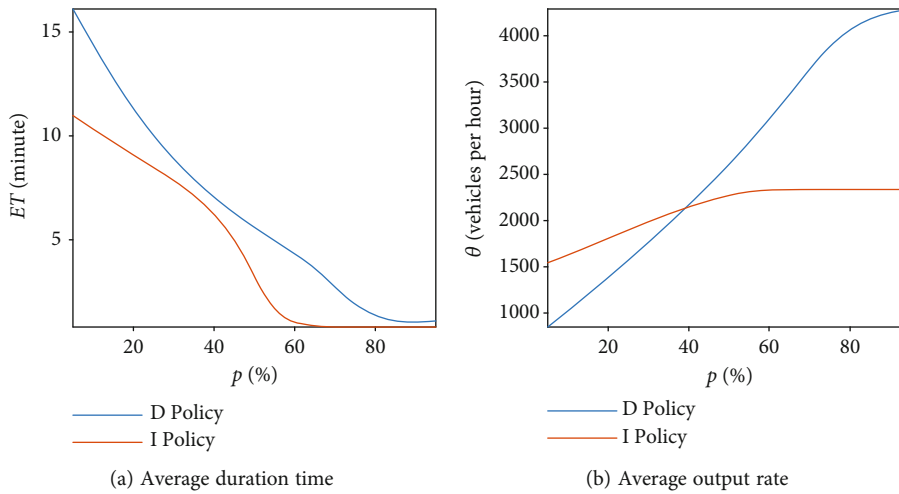 15
10
5
ET (minute)
20 40 60 80
p (%)
D Policy
I Policy
(a) Average duration time
4000
3500
3000
2500
2000
1500
1000
θ (vehicles per hour)
20 40 60 80
p (%)
D Policy
I Policy
(b) Average output rate